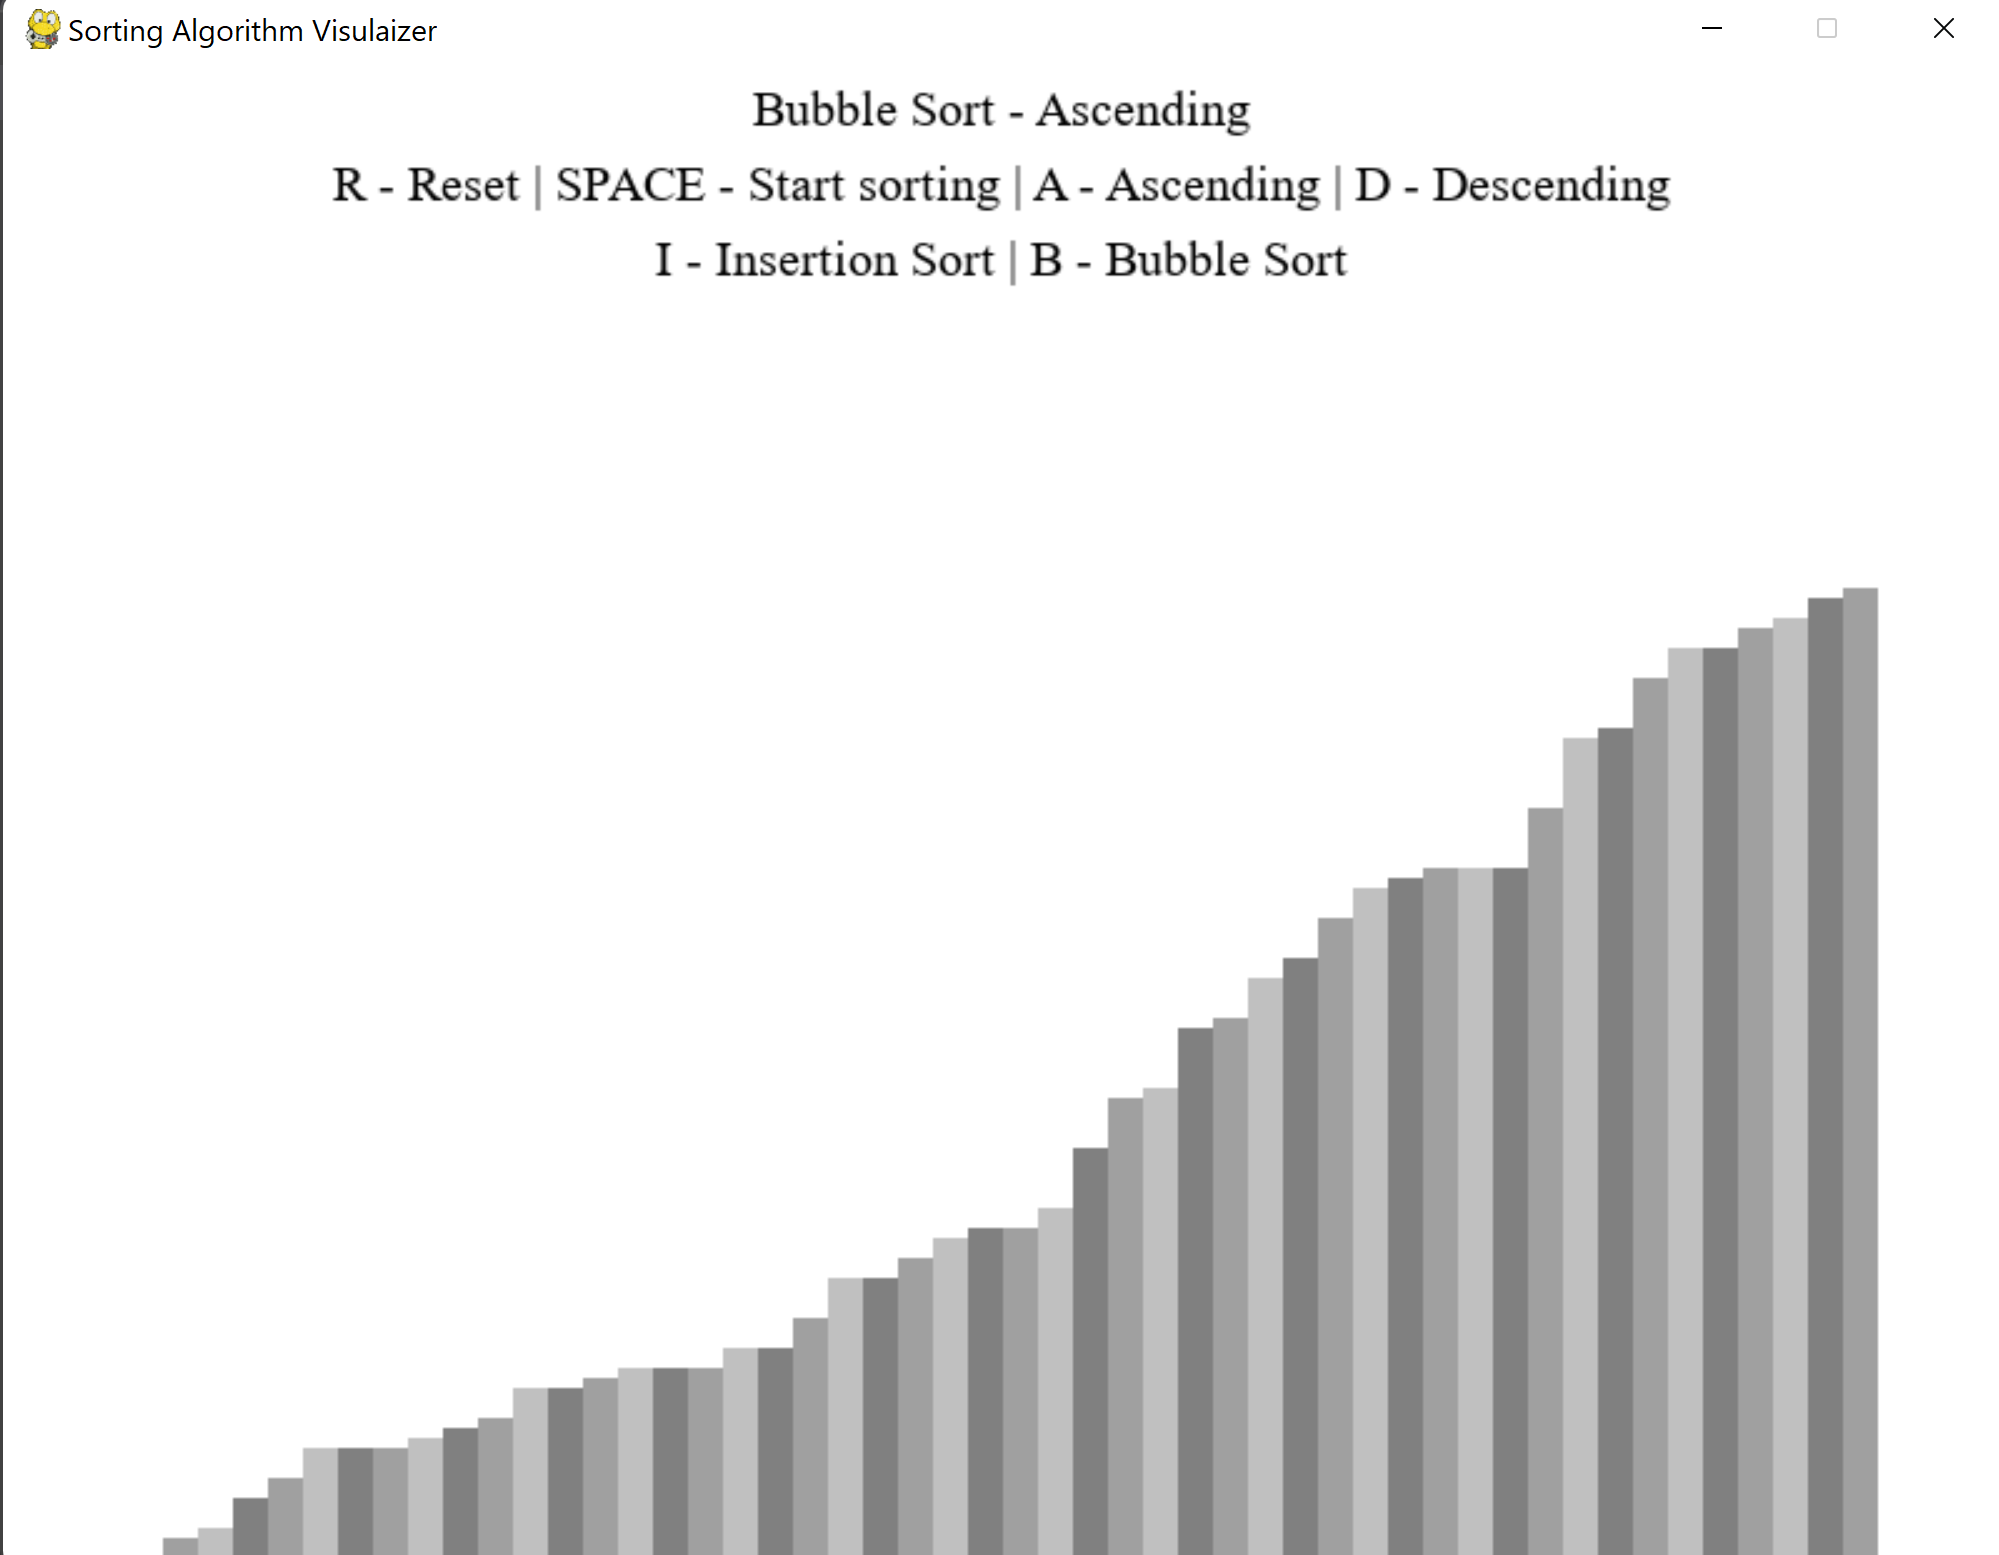 Sorting Algorithm Visulaizer
Bubble Sort - Ascending
R - Reset | SPACE - Start sorting | A - Ascending | D - Descending
I - Insertion Sort | B - Bubble Sort